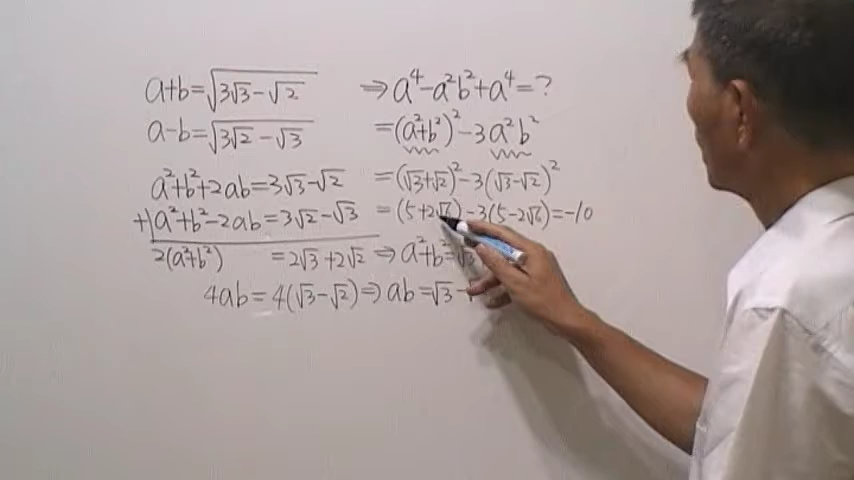 a+b=√(3√3-√2) ⇒ a⁴-a²b²+a⁴=?
a-b=√(3√2-√3) =(a²+b²)²-3a²b²
a²+b²+2ab=3√3-√2 =(√3+√2)²-3(√3-√2)²
+)a²+b²-2ab=3√2-√3 =(5+2√6)-3(5-2√6)=-10
2(a²+b²) =2√3+2√2 ⇒ a²+b²=√3
4ab=4(√3-√2)⇒ ab=√3-